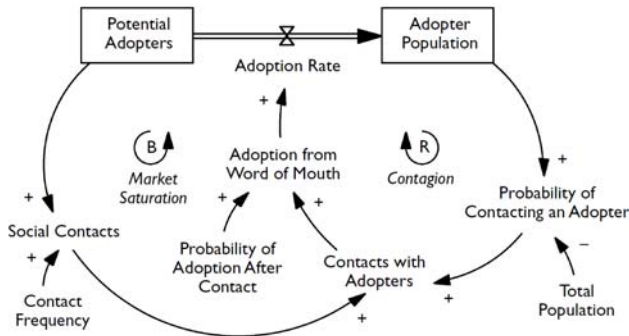 Potential
Adopters
Adopter
Population
Adoption Rate
+
B
Market
Saturation
R
Contagion
Adoption from
Word of Mouth
+
+
+
+
Probability of
Contacting an Adopter
Social Contacts
+
Probability of
Adoption After
Contact
Contacts with
Adopters
−
Total
Population
Contact
Frequency
+
+